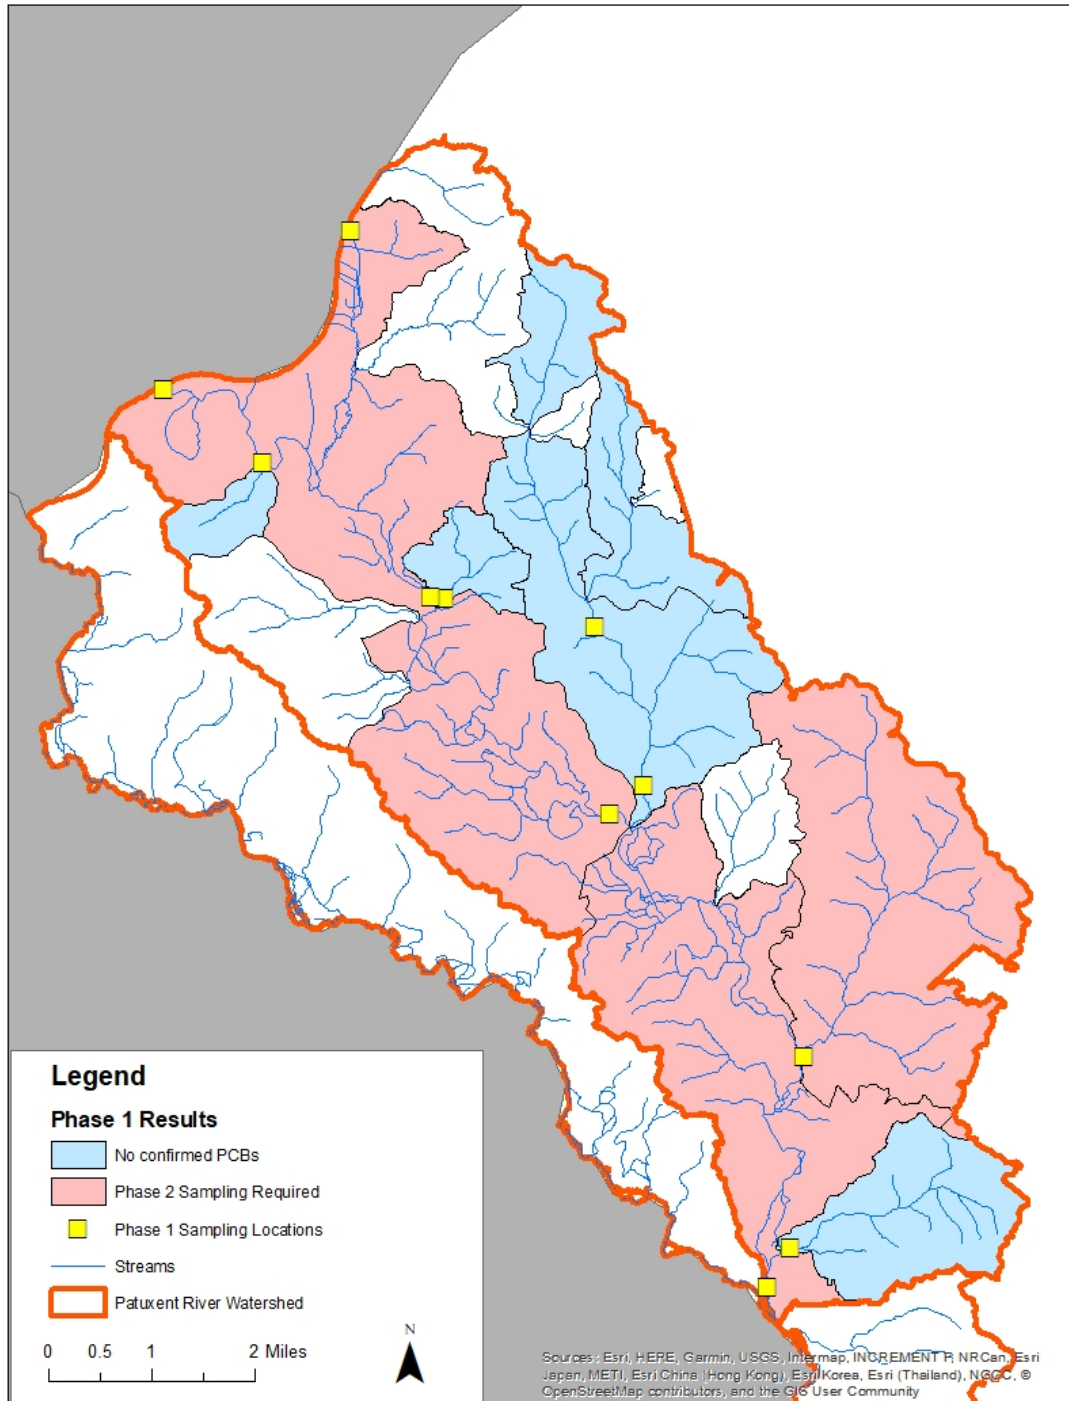 Legend
Phase 1 Results
No confirmed PCBs
Phase 2 Sampling Required
Phase 1 Sampling Locations
Streams
Patuxent River Watershed
0 0.5 1 2 Miles
N
Sources: Esri, HERE, Garmin, USGS, Intermap, INCREMENT P, NRCan, Esri
Japan, METI, Esri China (Hong Kong), Esri Korea, Esri (Thailand), NGCC, ©
OpenStreetMap contributors, and the GIS User Community